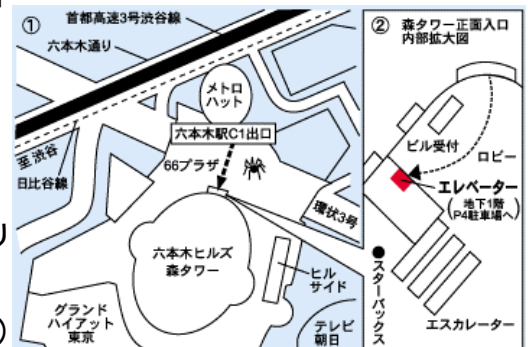 ①
首都高速3号渋谷線
六本木通り
メトロ
ハット
六本木駅C1出口
至渋谷
日比谷線
66プラザ
環状3号
六本木ヒルズ
森タワー
ヒル
サイド
グランド
ハイアット
東京
テレビ
朝日
②
森タワー正面入口
内部拡大図
ビル受付
ロビー
エレベーター
(地下1階
P4駐車場へ)
●スターバックス
エスカレーター